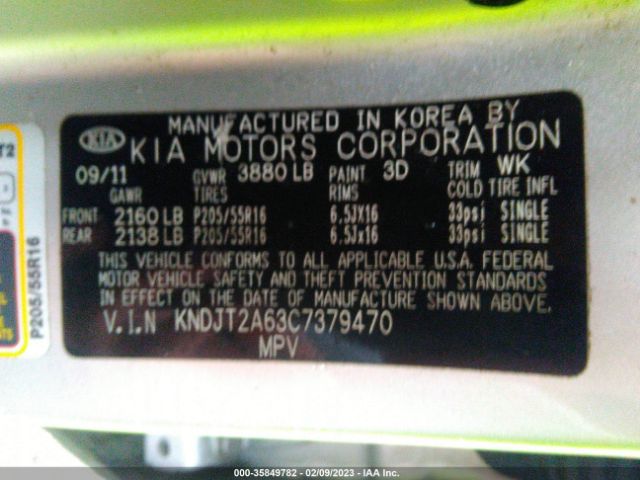 MANUFACTURED IN KOREA BY
KIA KIA MOTORS CORPORATION
09/11 GVWR 3880 LB PAINT 3D TRIM WK
GAWR TIRES RIMS COLD TIRE INFL
FRONT 2160 LB P205/55R16 6.5JX16 33psi SINGLE
REAR 2138 LB P205/55R16 6.5Jx16 33psi SINGLE
THIS VEHICLE CONFORMS TO ALL APPLICABLE U.S.A. FEDERAL
MOTOR VEHICLE SAFETY AND THEFT PREVENTION STANDARDS
IN EFFECT ON THE DATE OF MANUFACTURE SHOWN ABOVE.
V.I.N KNDJT2A63C7379470
MPV
T2
P205/55R16
000-35849782 - 02/09/2023 - IAA Inc.